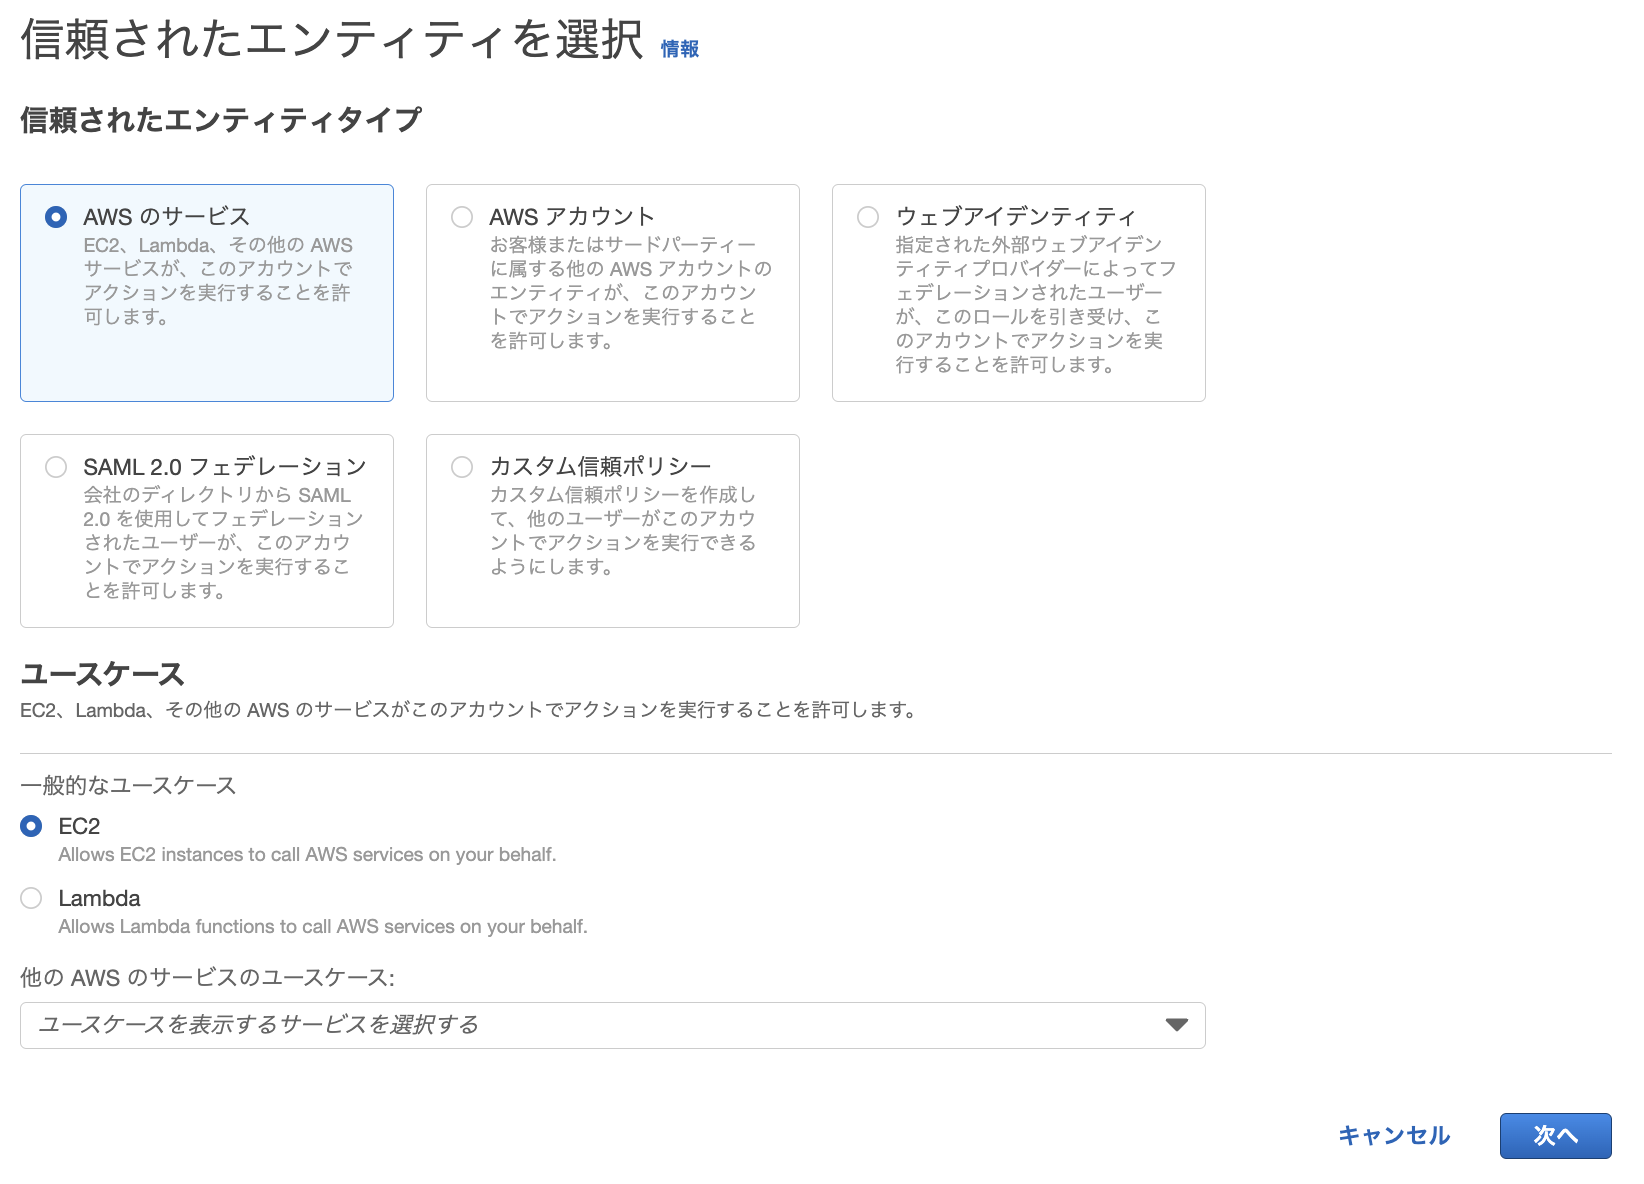 信頼されたエンティティを選択 情報
信頼されたエンティティタイプ
AWS のサービス
EC2、Lambda、その他の AWS
サービスが、このアカウントで
アクションを実行することを許
可します。
AWS アカウント
お客様またはサードパーティー
に属する他の AWS アカウントの
エンティティが、このアカウン
トでアクションを実行すること
を許可します。
ウェブアイデンティティ
指定された外部ウェブアイデン
ティティプロバイダーによってフ
ェデレーションされたユーザー
が、このロールを引き受け、こ
のアカウントでアクションを実
行することを許可します。
SAML 2.0 フェデレーション
会社のディレクトリから SAML
2.0 を使用してフェデレーション
されたユーザーが、このアカウ
ントでアクションを実行するこ
とを許可します。
カスタム信頼ポリシー
カスタム信頼ポリシーを作成し
て、他のユーザーがこのアカウ
ントでアクションを実行できる
ようにします。
ユースケース
EC2、Lambda、その他の AWS のサービスがこのアカウントでアクションを実行することを許可します。
一般的なユースケース
EC2
Allows EC2 instances to call AWS services on your behalf.
Lambda
Allows Lambda functions to call AWS services on your behalf.
他の AWS のサービスのユースケース:
ユースケースを表示するサービスを選択する
キャンセル 次へ